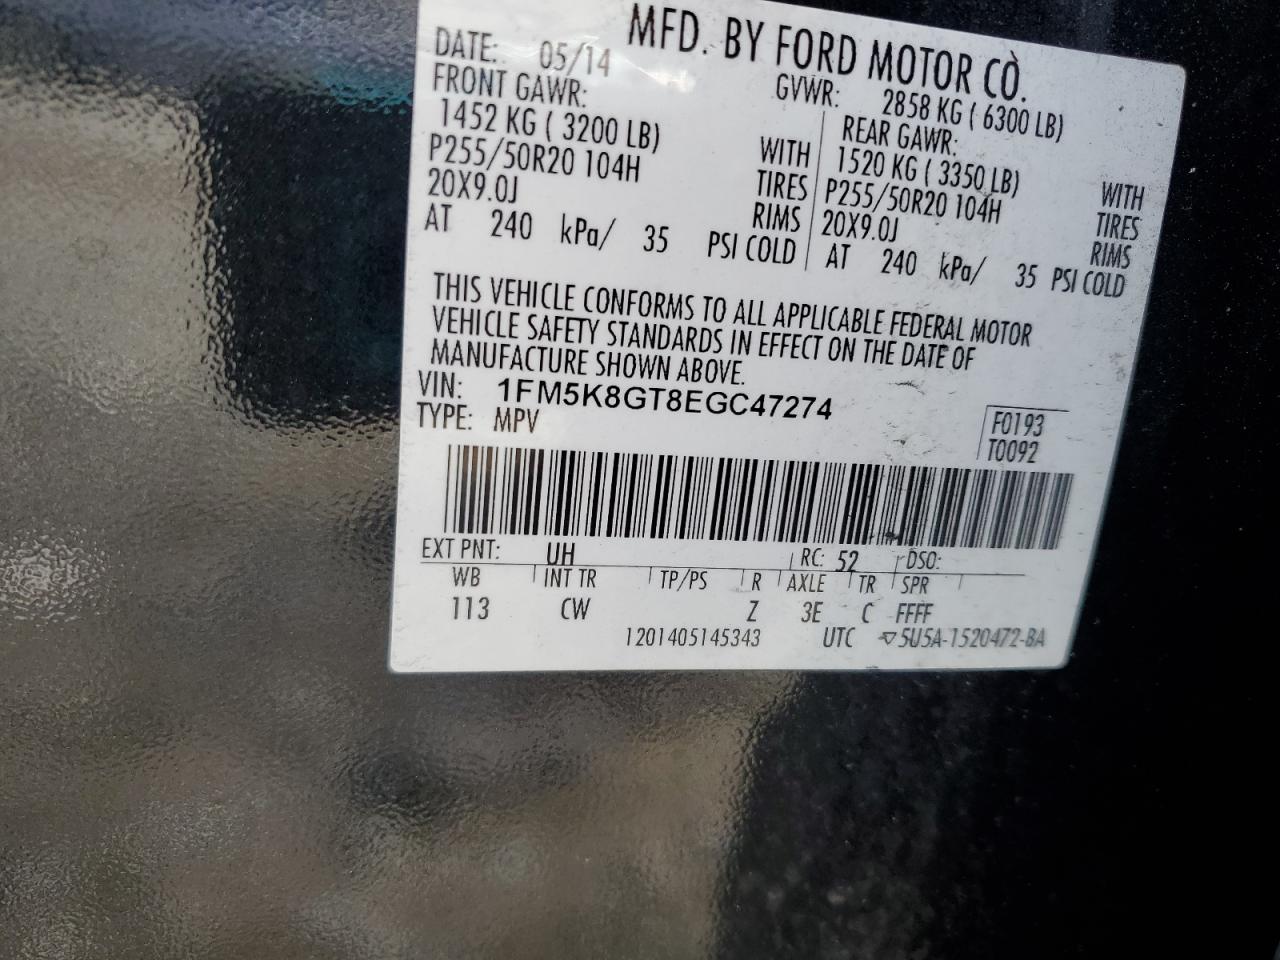 MFD. BY FORD MOTOR CO.
DATE: 05/14 GVWR: 2858 KG ( 6300 LB)
FRONT GAWR: REAR GAWR:
1452 KG ( 3200 LB) WITH 1520 KG ( 3350 LB) WITH
P255/50R20 104H TIRES P255/50R20 104H TIRES
20X9.0J RIMS 20X9.0J RIMS
AT 240 kPa/ 35 PSI COLD AT 240 kPa/ 35 PSI COLD
THIS VEHICLE CONFORMS TO ALL APPLICABLE FEDERAL MOTOR
VEHICLE SAFETY STANDARDS IN EFFECT ON THE DATE OF
MANUFACTURE SHOWN ABOVE.
VIN: 1FM5K8GT8EGC47274
TYPE: MPV F0193
T0092
EXT PNT: UH RC: 52 DSO:
WB INT TR TP/PS R AXLE TR SPR
113 CW Z 3E C FFFF
1201405145343 UTC ▽5U5A-1520472-BA